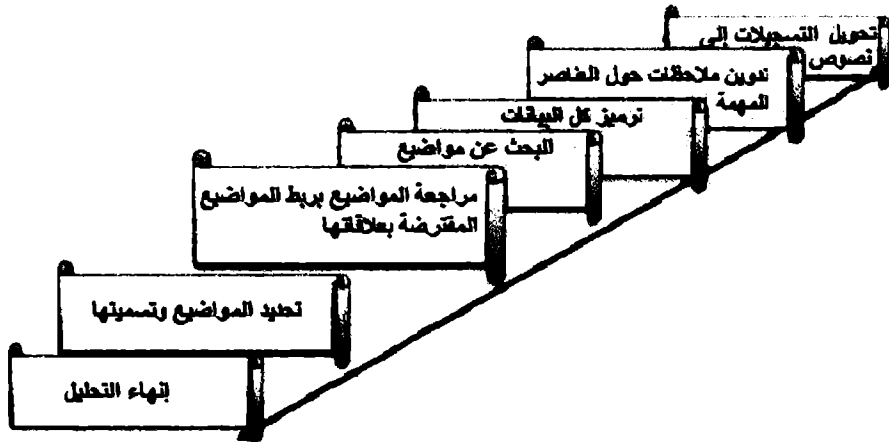 تحويل التسجيلات إلى
نصوص
تدوين ملاحظات حول العناصر
المهمة
ترميز كل البيانات
البحث عن مواضيع
مراجعة المواضيع بربط المواضيع
المفترضة بعلاقاتها
تحديد المواضيع وتسميتها
إنهاء التحليل